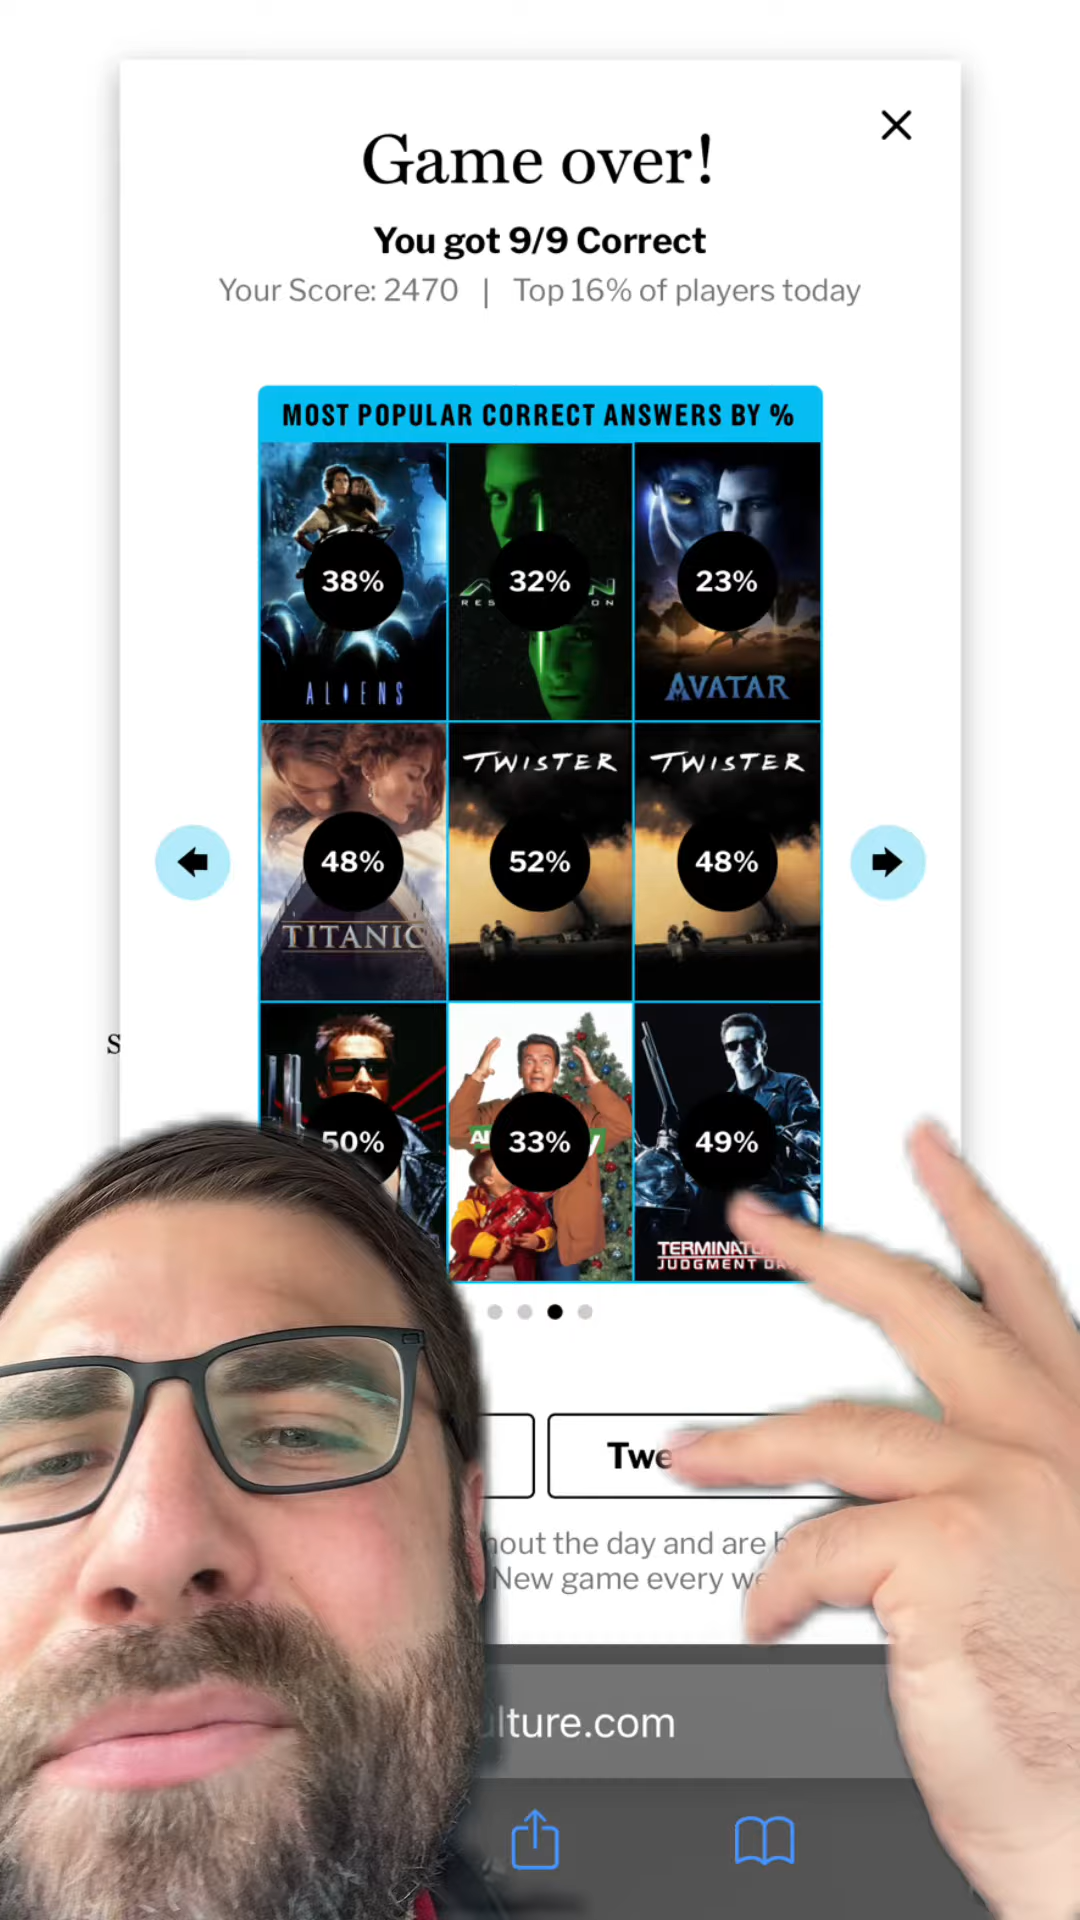 Game over!
You got 9/9 Correct
Your Score: 2470 | Top 16% of players today
MOST POPULAR CORRECT ANSWERS BY %
38%
32%
23%
ALIENS
AVATAR
TWISTER
TWISTER
48%
52%
48%
TITANIC
S
50%
33%
49%
JUDGMENT
out the day and are
New game every
ulture.com